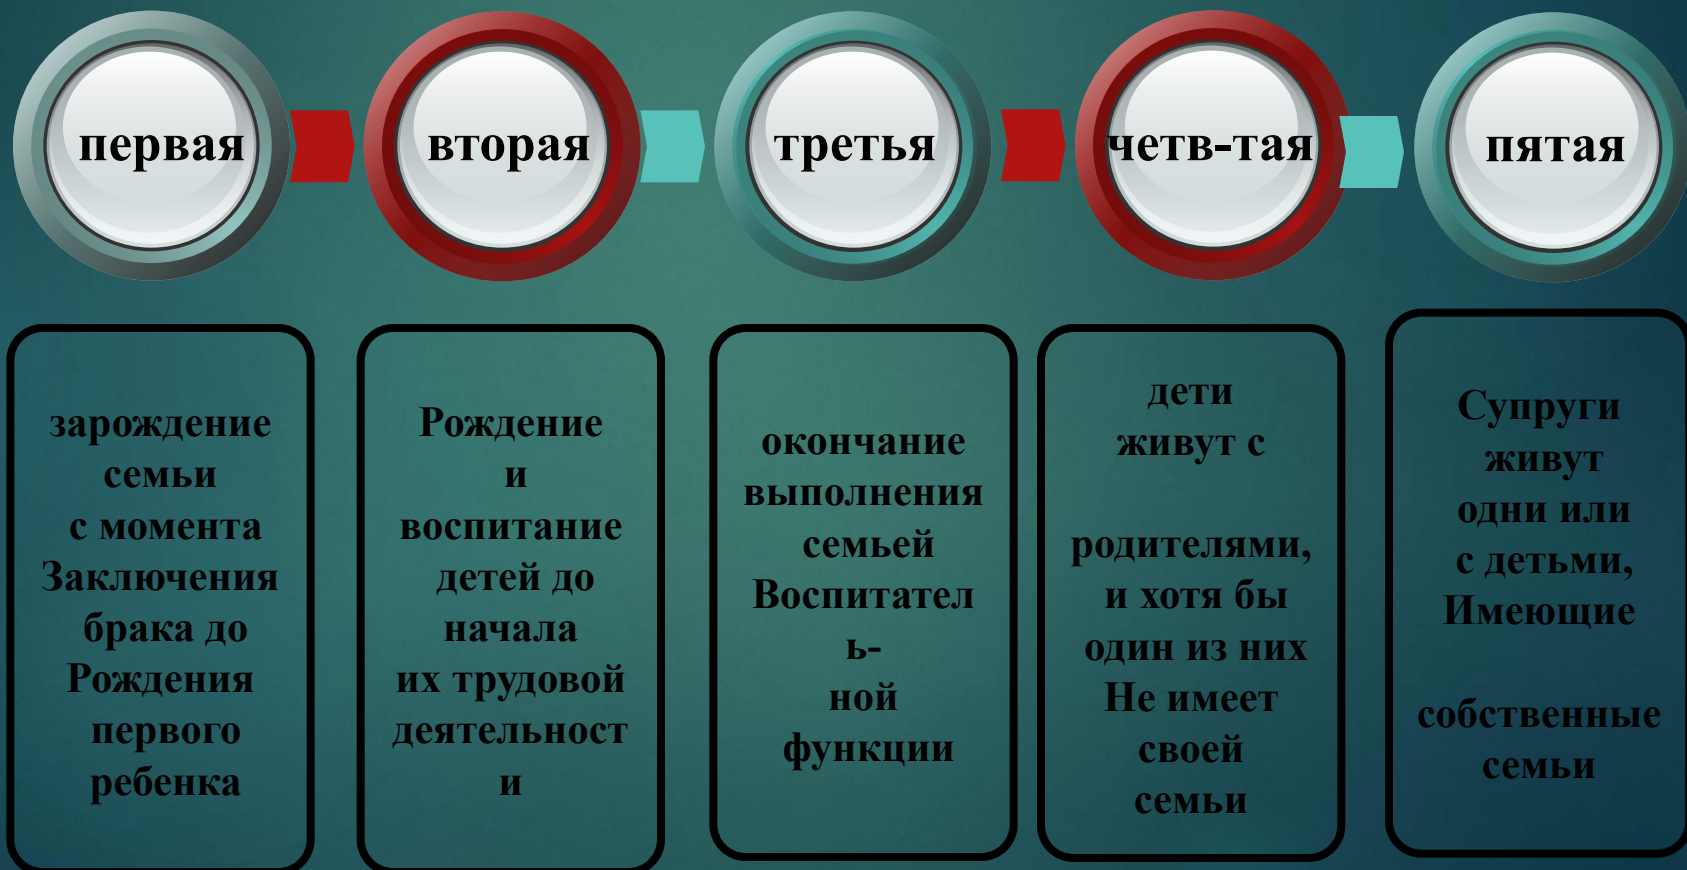 первая
вторая
третья
четв-тая
пятая
зарождение
семьи
с момента
Заключения
брака до
Рождения
первого
ребенка
Рождение
и
воспитание
детей до
начала
их трудовой
деятельност
и
окончание
выполнения
семьей
Воспитател
ь-
ной
функции
дети
живут с
родителями,
и хотя бы
один из них
Не имеет
своей
семьи
Супруги
живут
одни или
с детьми,
Имеющие
собственные
семьи